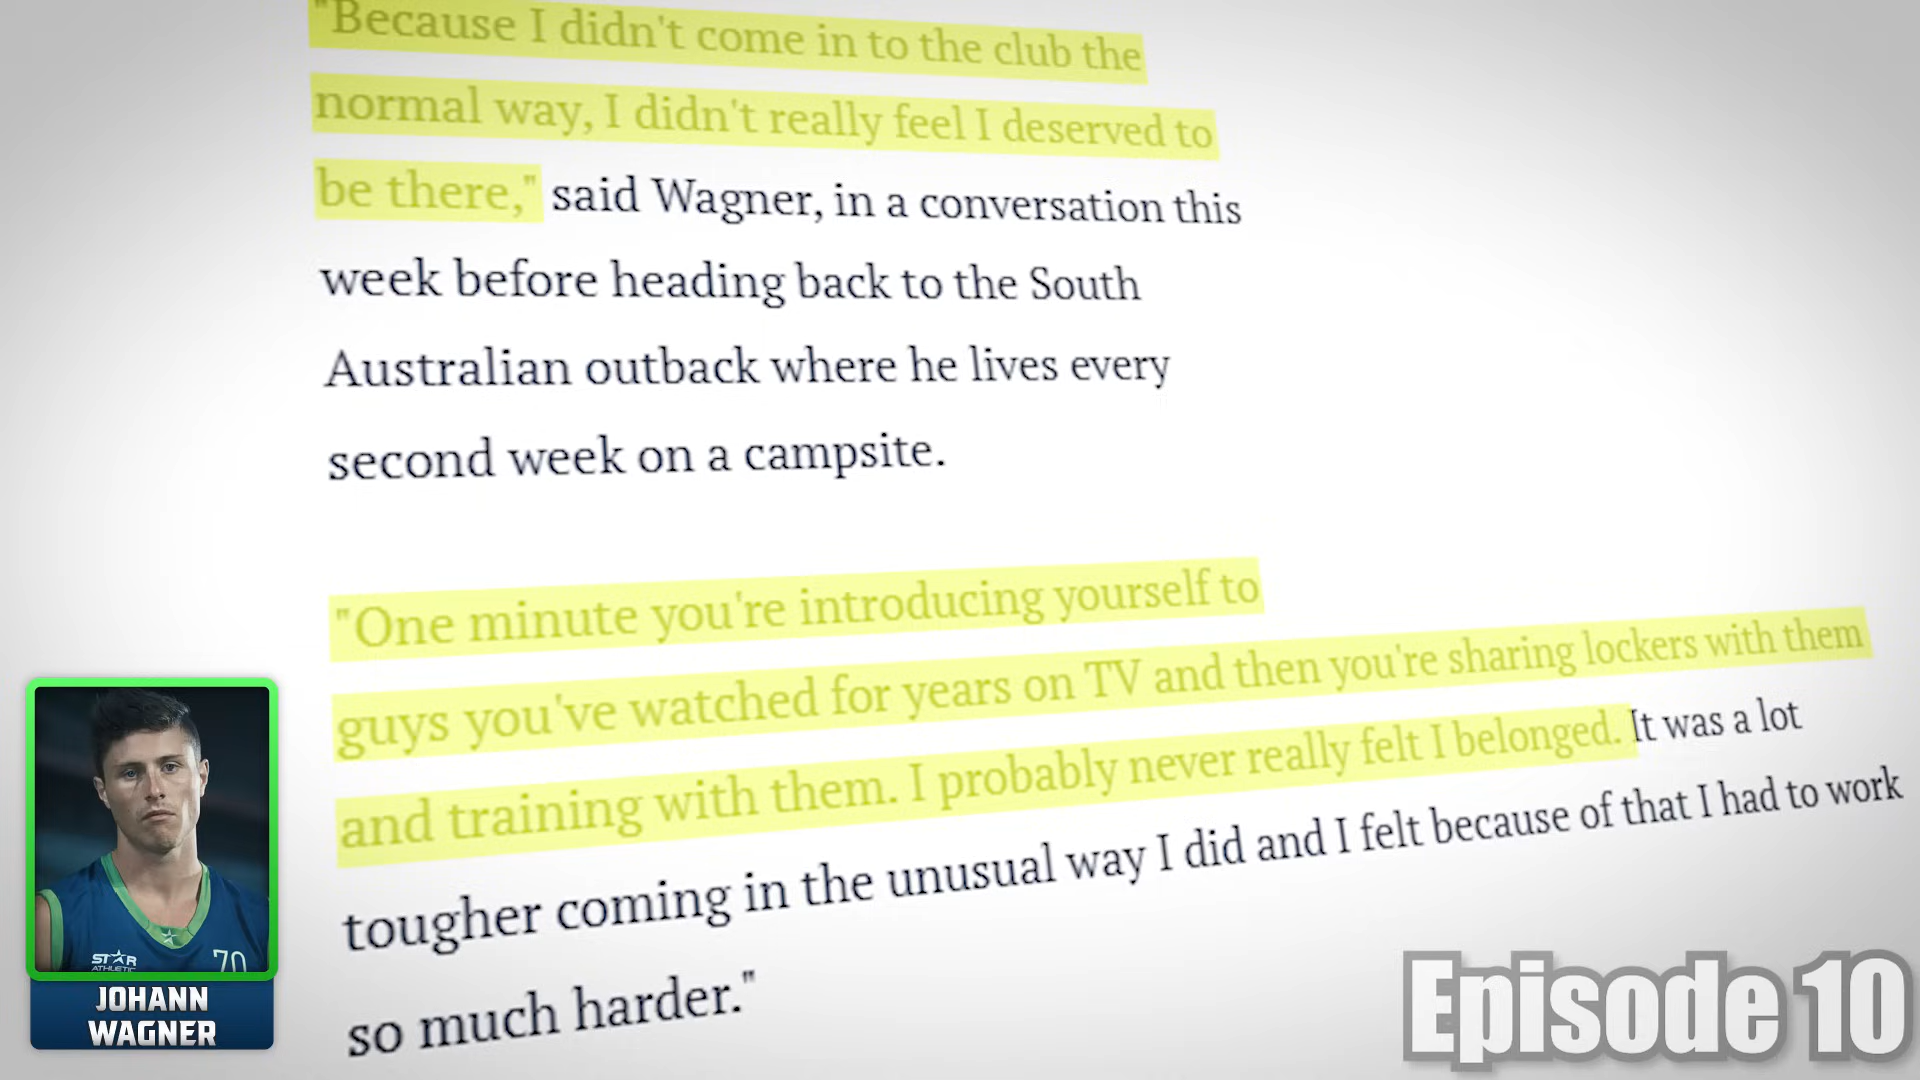 "Because I didn't come in to the club the
normal way, I didn't really feel I deserved to
be there," said Wagner, in a conversation this
week before heading back to the South
Australian outback where he lives every
second week on a campsite.
"One minute you're introducing yourself to
guys you've watched for years on TV and then you're sharing lockers with them
and training with them. I probably never really felt I belonged. It was a lot
tougher coming in the unusual way I did and I felt because of that I had to work
so much harder."
STAR
ATHLETIC
70
JOHANN
WAGNER
Episode 10